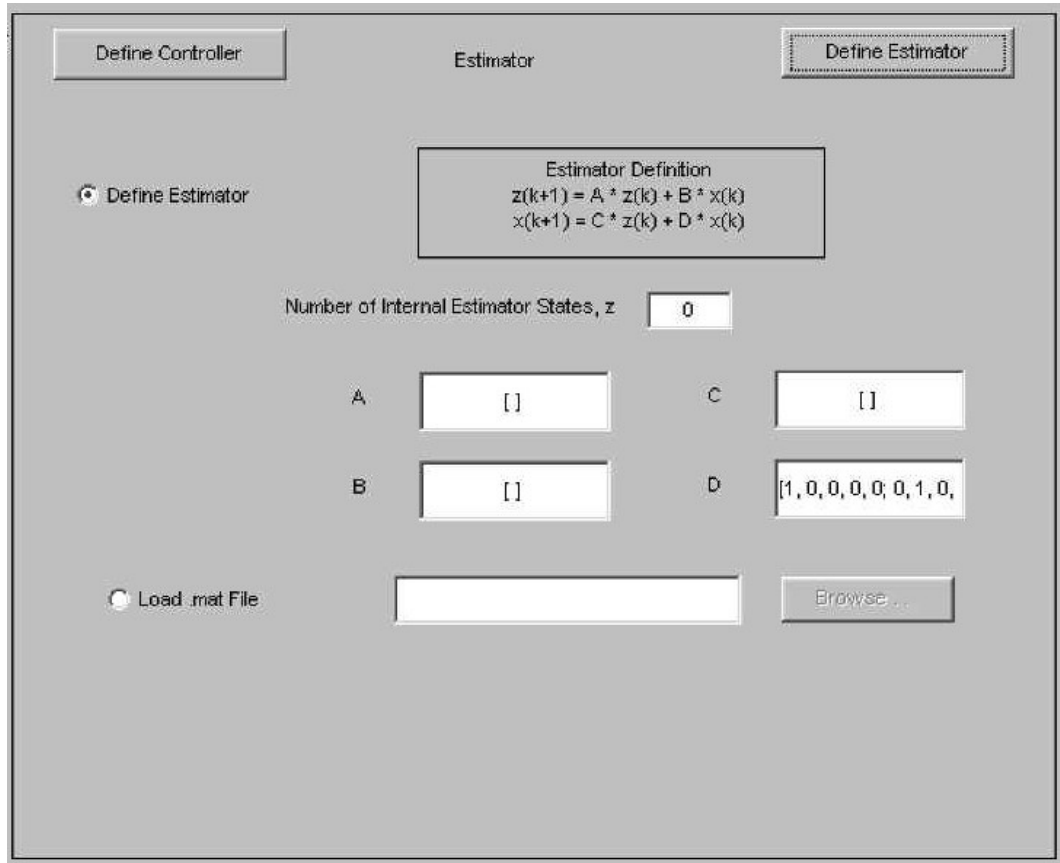 Define Controller
Estimator
Define Estimator
Define Estimator
Estimator Definition
z(k+1) = A * z(k) + B * x(k)
x(k+1) = C * z(k) + D * x(k)
Number of Internal Estimator States, z
0
A
[ ]
C
[ ]
B
[ ]
D
[1, 0, 0, 0, 0; 0, 1, 0,
Load .mat File
Browse ...